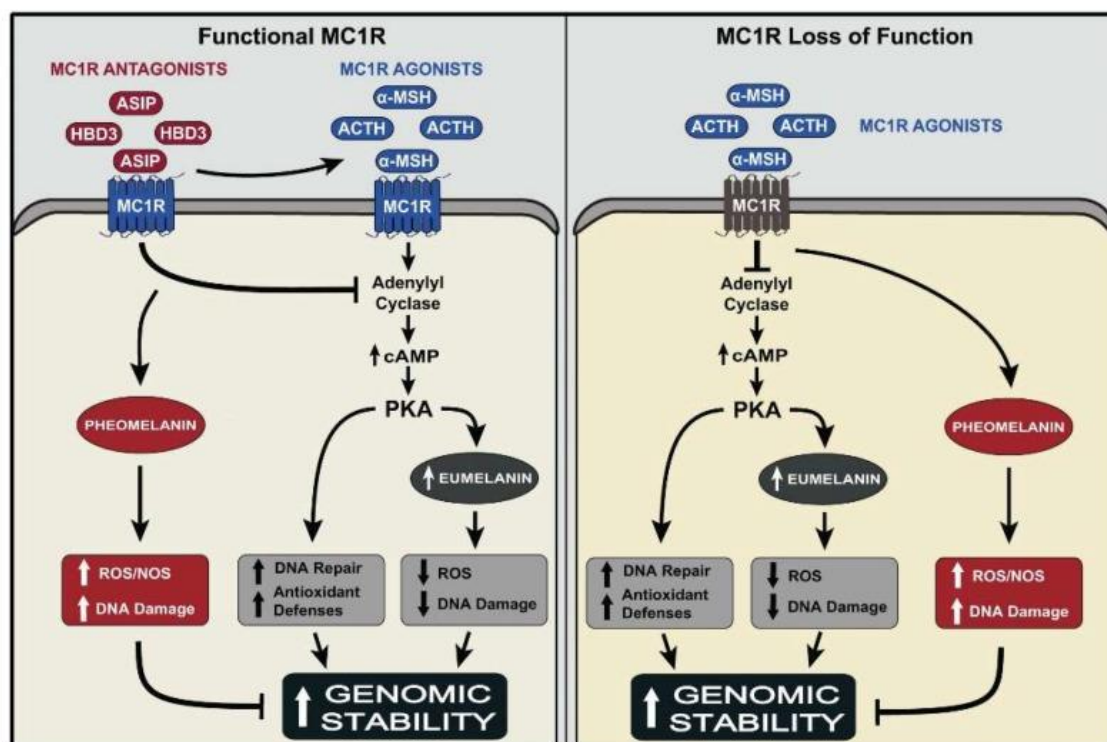 Functional MC1R
MC1R ANTAGONISTS
ASIP
HBD3
HBD3
ASIP
MC1R
MC1R AGONISTS
α-MSH
ACTH
ACTH
α-MSH
MC1R
Adenylyl
Cyclase
cAMP
PKA
PHEOMELANIN
EUMELANIN
ROS/NOS
DNA Damage
DNA Repair
Antioxidant
Defenses
ROS
DNA Damage
GENOMIC
STABILITY
MC1R Loss of Function
α-MSH
ACTH
ACTH
MC1R AGONISTS
α-MSH
MC1R
Adenylyl
Cyclase
cAMP
PKA
PHEOMELANIN
EUMELANIN
DNA Repair
Antioxidant
Defenses
ROS
DNA Damage
ROS/NOS
DNA Damage
GENOMIC
STABILITY